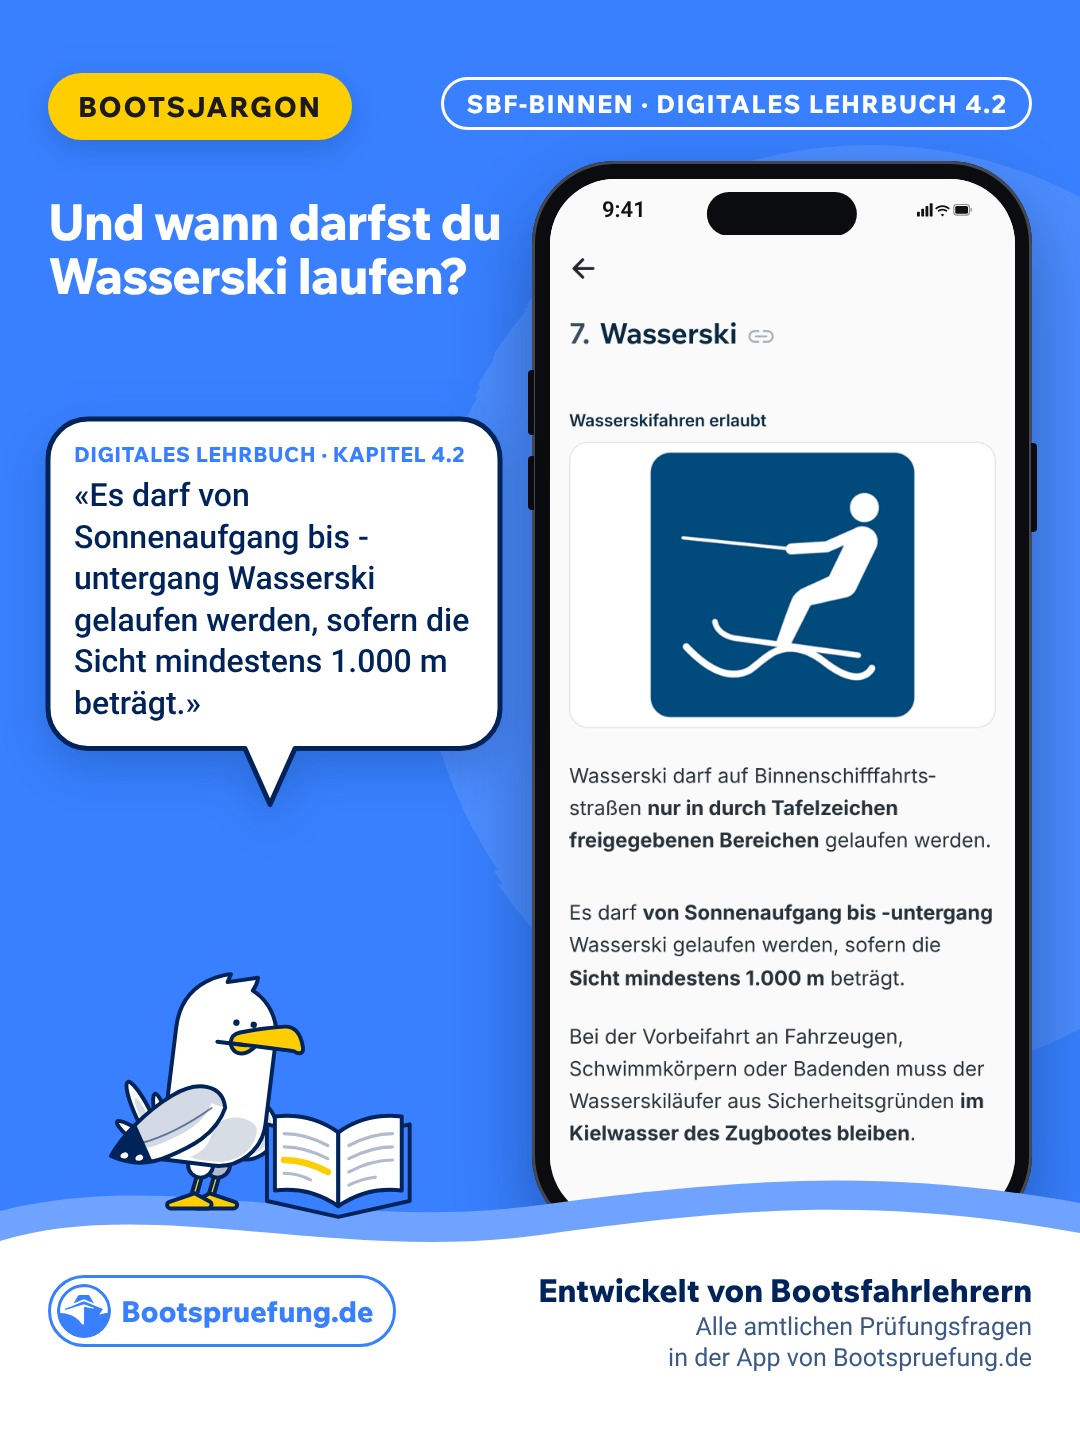 BOOTSJARGON
SBF-BINNEN · DIGITALES LEHRBUCH 4.2
Und wann darfst du
Wasserski laufen?
DIGITALES LEHRBUCH · KAPITEL 4.2
«Es darf von
Sonnenaufgang bis -
untergang Wasserski
gelaufen werden, sofern die
Sicht mindestens 1.000 m
beträgt.»
9:41
7. Wasserski
Wasserskifahren erlaubt
Wasserski darf auf Binnenschifffahrts-
straßen nur in durch Tafelzeichen
freigegebenen Bereichen gelaufen werden.
Es darf von Sonnenaufgang bis -untergang
Wasserski gelaufen werden, sofern die
Sicht mindestens 1.000 m beträgt.
Bei der Vorbeifahrt an Fahrzeugen,
Schwimmkörpern oder Badenden muss der
Wasserskiläufer aus Sicherheitsgründen im
Kielwasser des Zugbootes bleiben.
Bootspruefung.de
Entwickelt von Bootsfahrlehrern
Alle amtlichen Prüfungsfragen
in der App von Bootspruefung.de